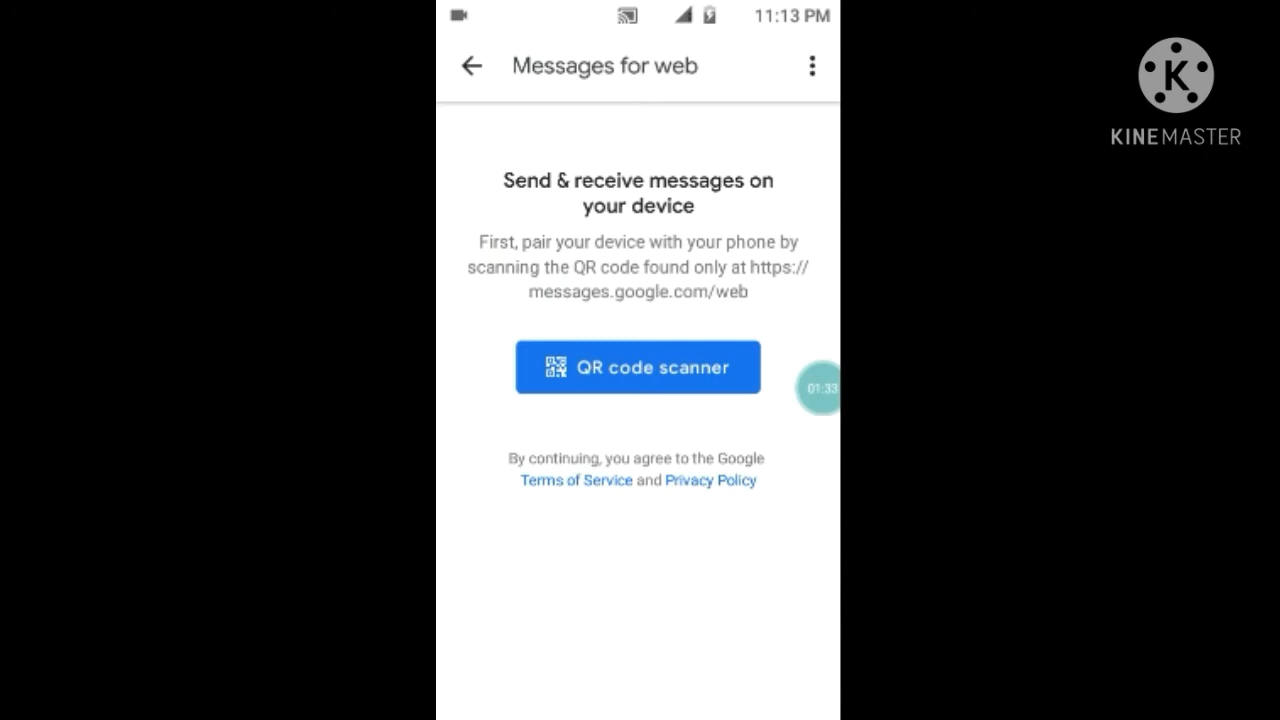 11:13 PM
Messages for web
K
KINEMASTER
Send & receive messages on
your device
First, pair your device with your phone by
scanning the QR code found only at https://
messages.google.com/web
QR code scanner
01:33
By continuing, you agree to the Google
Terms of Service and Privacy Policy